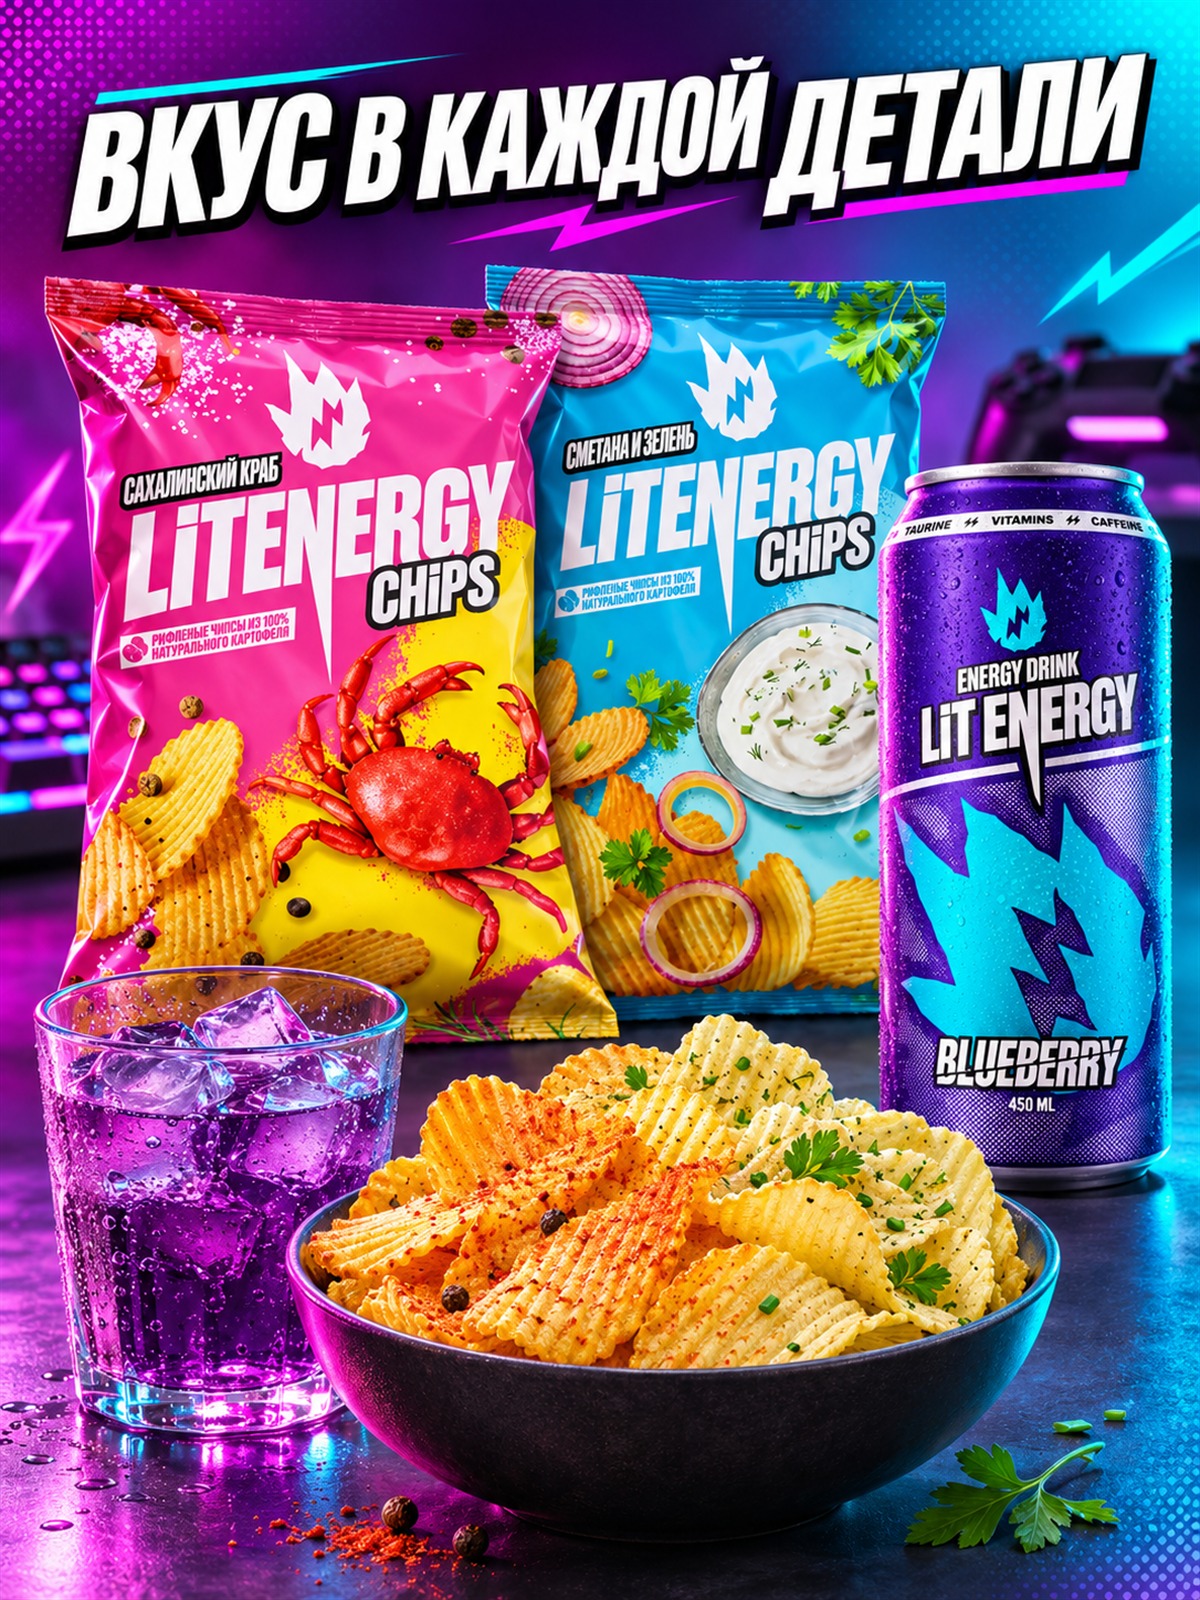 ВКУС В КАЖДОЙ ДЕТАЛИ
САХАЛИНСКИЙ КРАБ
LiTENERGY
CHiPS
РИФЛЕНЫЕ ЧИПСЫ ИЗ 100%
НАТУРАЛЬНОГО КАРТОФЕЛЯ
СМЕТАНА И ЗЕЛЕНЬ
LiTENERGY
CHiPS
РИФЛЕНЫЕ ЧИПСЫ ИЗ 100%
НАТУРАЛЬНОГО КАРТОФЕЛЯ
TAURINE VITAMINS CAFFEINE
ENERGY DRINK
LiT ENERGY
BLUEBERRY
450 ML